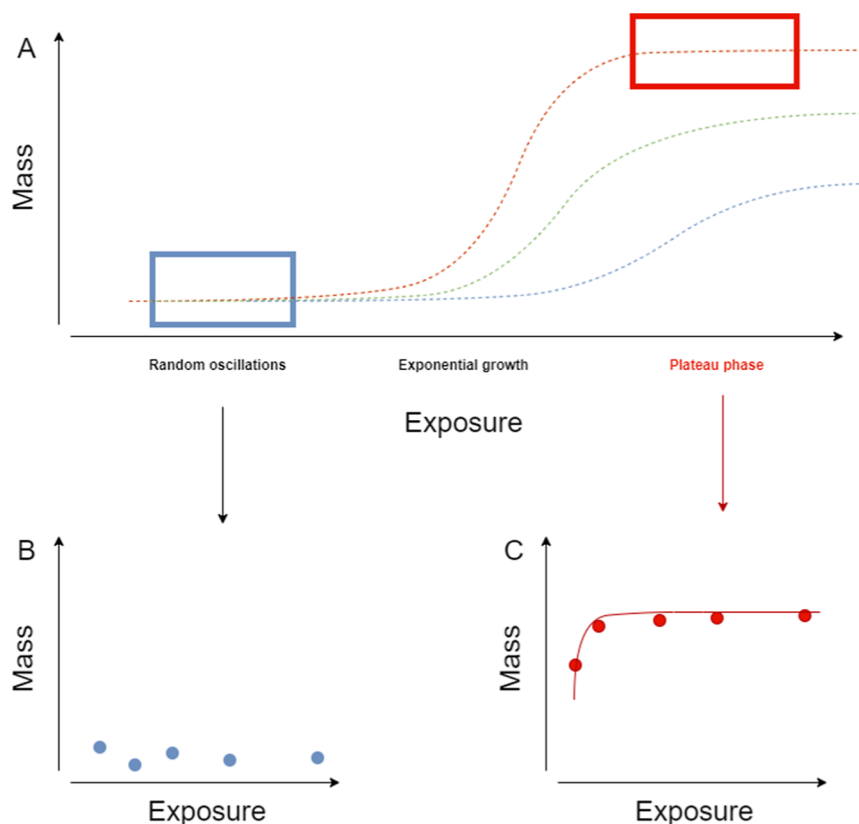 A
Mass
Random oscillations
Exponential growth
Plateau phase
Exposure
B
Mass
Exposure
C
Mass
Exposure